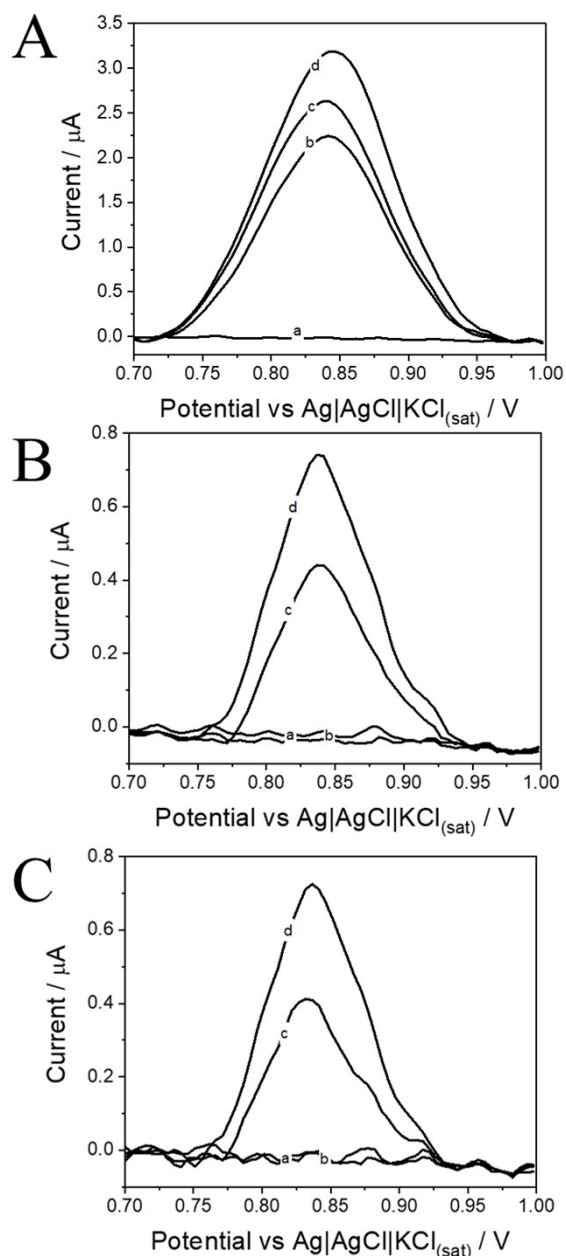 A
3.5
3.0
2.5
2.0
1.5
1.0
0.5
0.0
d
c
b
a
0.70 0.75 0.80 0.85 0.90 0.95 1.00
Current / μA
Potential vs Ag|AgCl|KCl(sat) / V
B
0.8
0.6
0.4
0.2
0.0
d
c
a b
0.70 0.75 0.80 0.85 0.90 0.95 1.00
Current / μA
Potential vs Ag|AgCl|KCl(sat) / V
C
0.8
0.6
0.4
0.2
0.0
d
c
a b
0.70 0.75 0.80 0.85 0.90 0.95 1.00
Current / μA
Potential vs Ag|AgCl|KCl(sat) / V